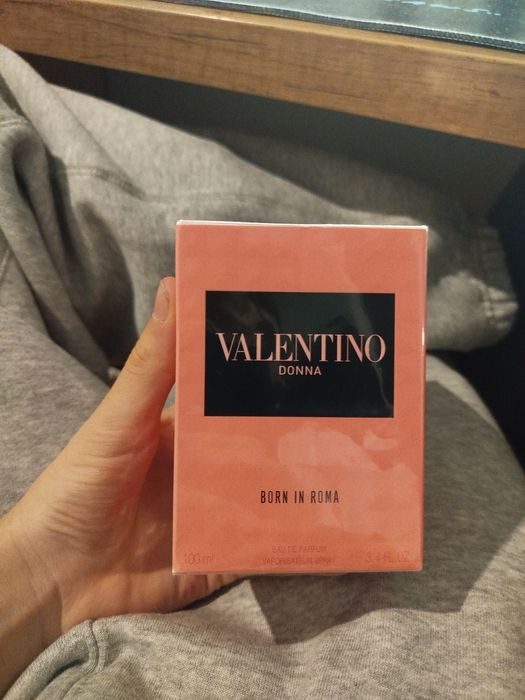 VALENTINO
DONNA
BORN IN ROMA
EAU DE PARFUM
100 ml VAPORISATEUR SPRAY 3.4 FL.OZ